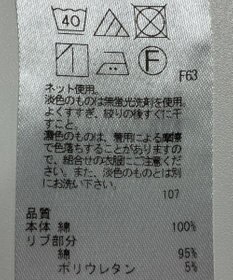 40
F
F63
ネット使用。
淡色のものは無蛍光洗剤を使用。
よくすすぎ、絞りの後すぐに干
すこと。
濃色のものは、着用による摩擦
で色落ちすることがありますの
で、組合せの衣服にご注意くださ
い。また、淡色のものとは別
にお洗い下さい。
107
品質
本体 綿 100%
リブ部分
綿 95%
ポリウレタン 5%